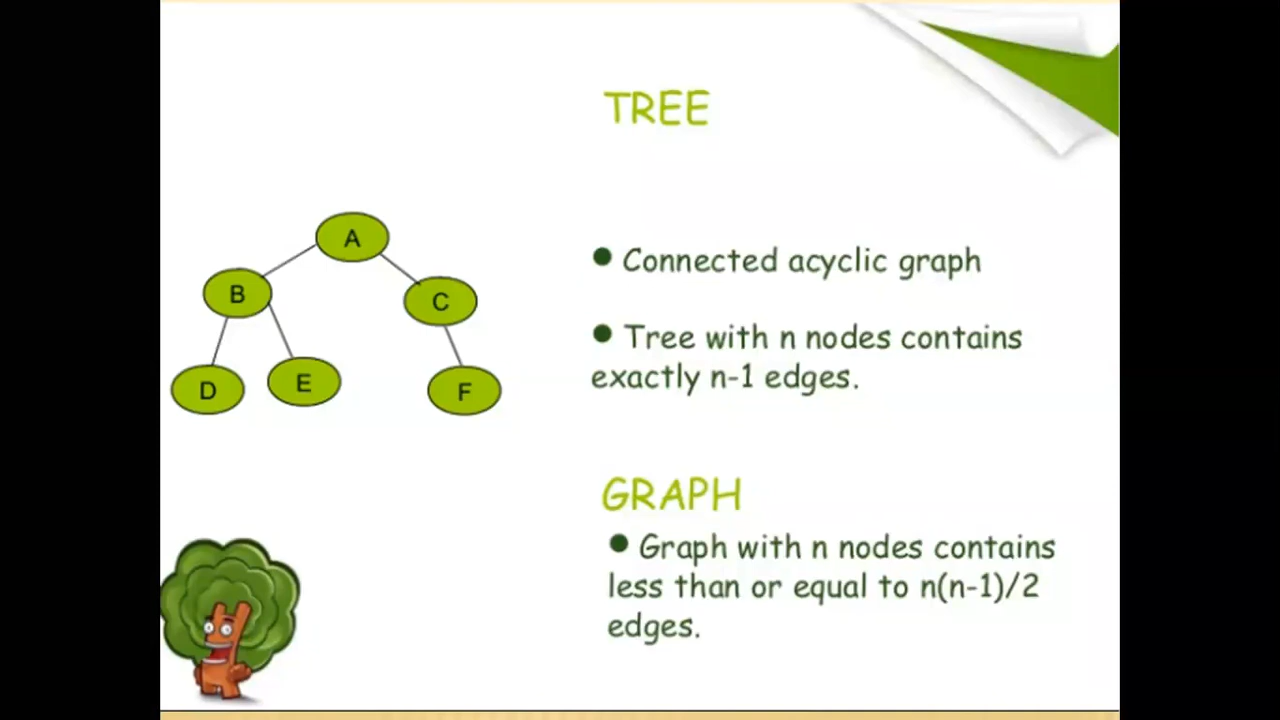 TREE
A
B
C
D
E
F
● Connected acyclic graph
● Tree with n nodes contains
exactly n-1 edges.
GRAPH
● Graph with n nodes contains
less than or equal to n(n-1)/2
edges.